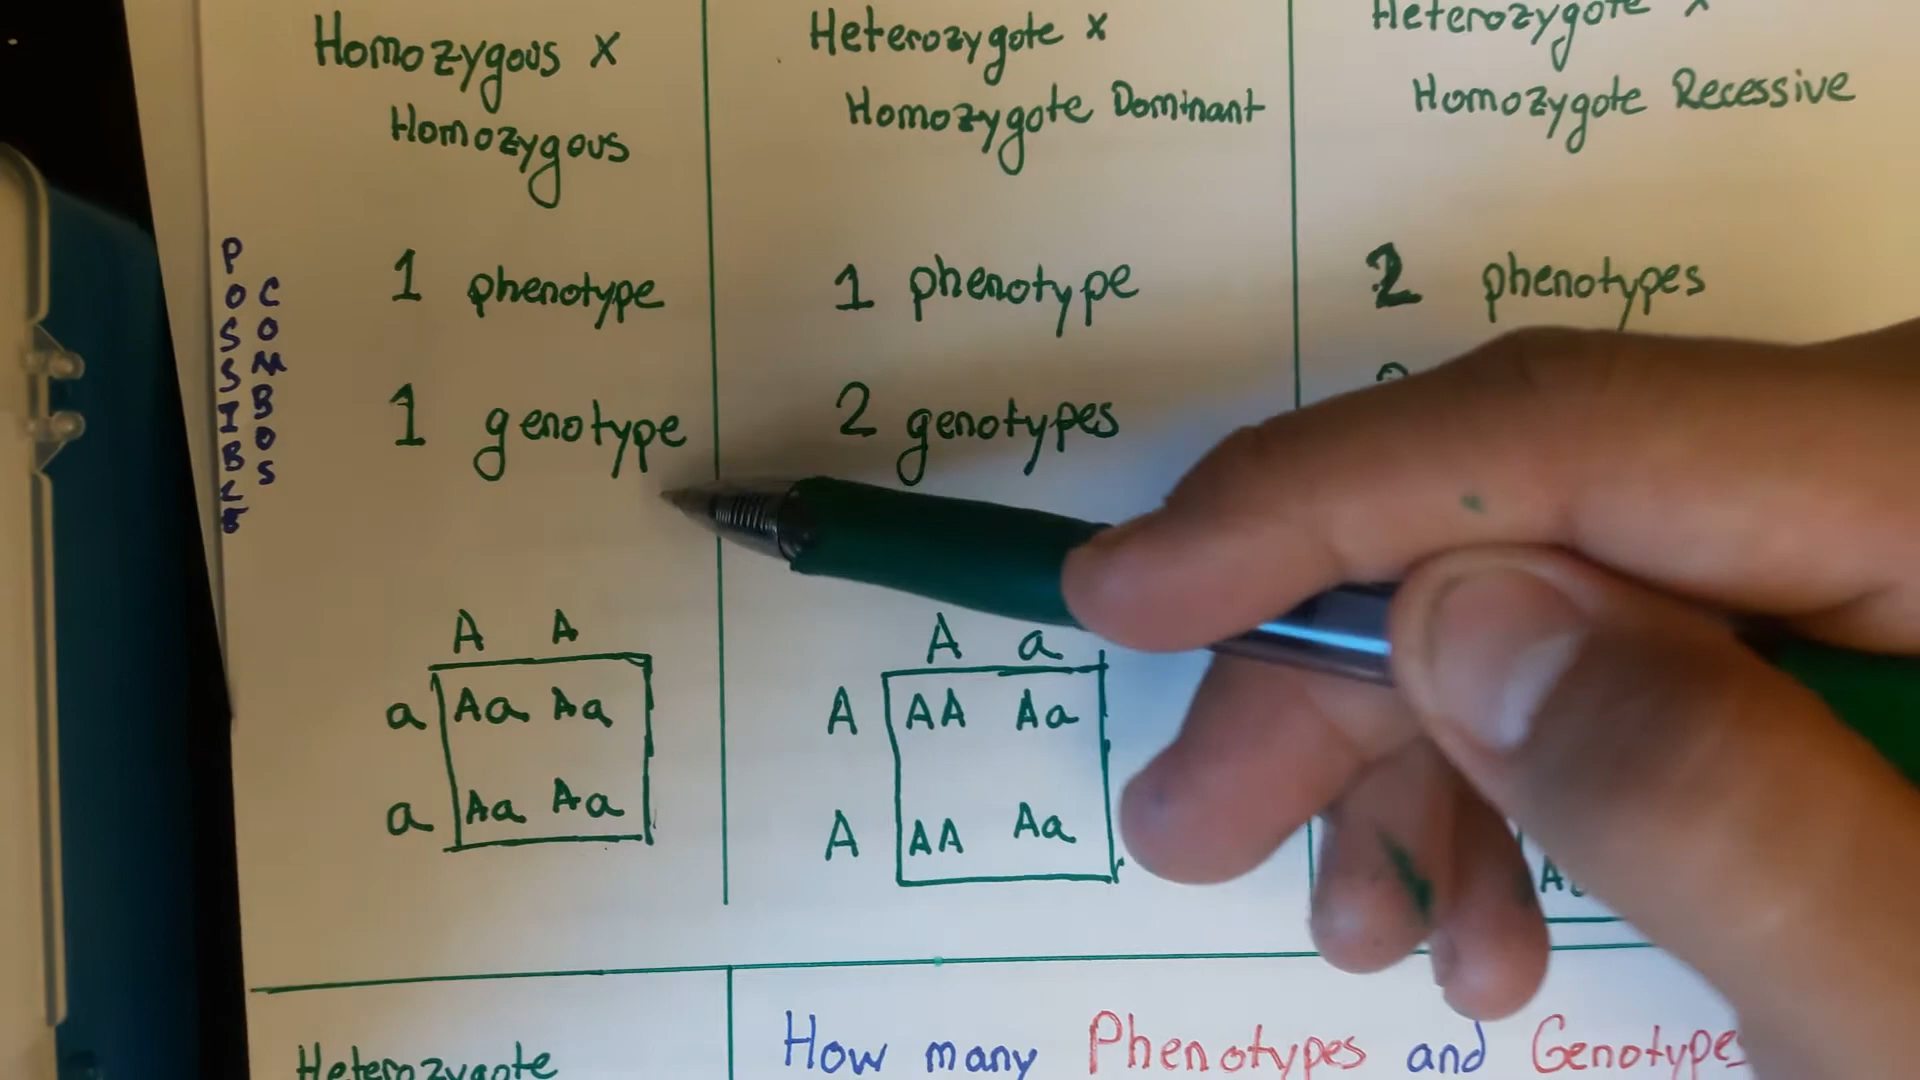 Homozygous x
Homozygous
1 phenotype
1 genotype
A A
a Aa Aa
a Aa Aa
Heterozygote x
Homozygote Dominant
1 phenotype
2 genotypes
A a
A AA Aa
A AA Aa
Heterozygote x
Homozygote Recessive
2 phenotypes
POSSIBLE
COMBOS
Heterozygote
How many Phenotypes and Genotypes